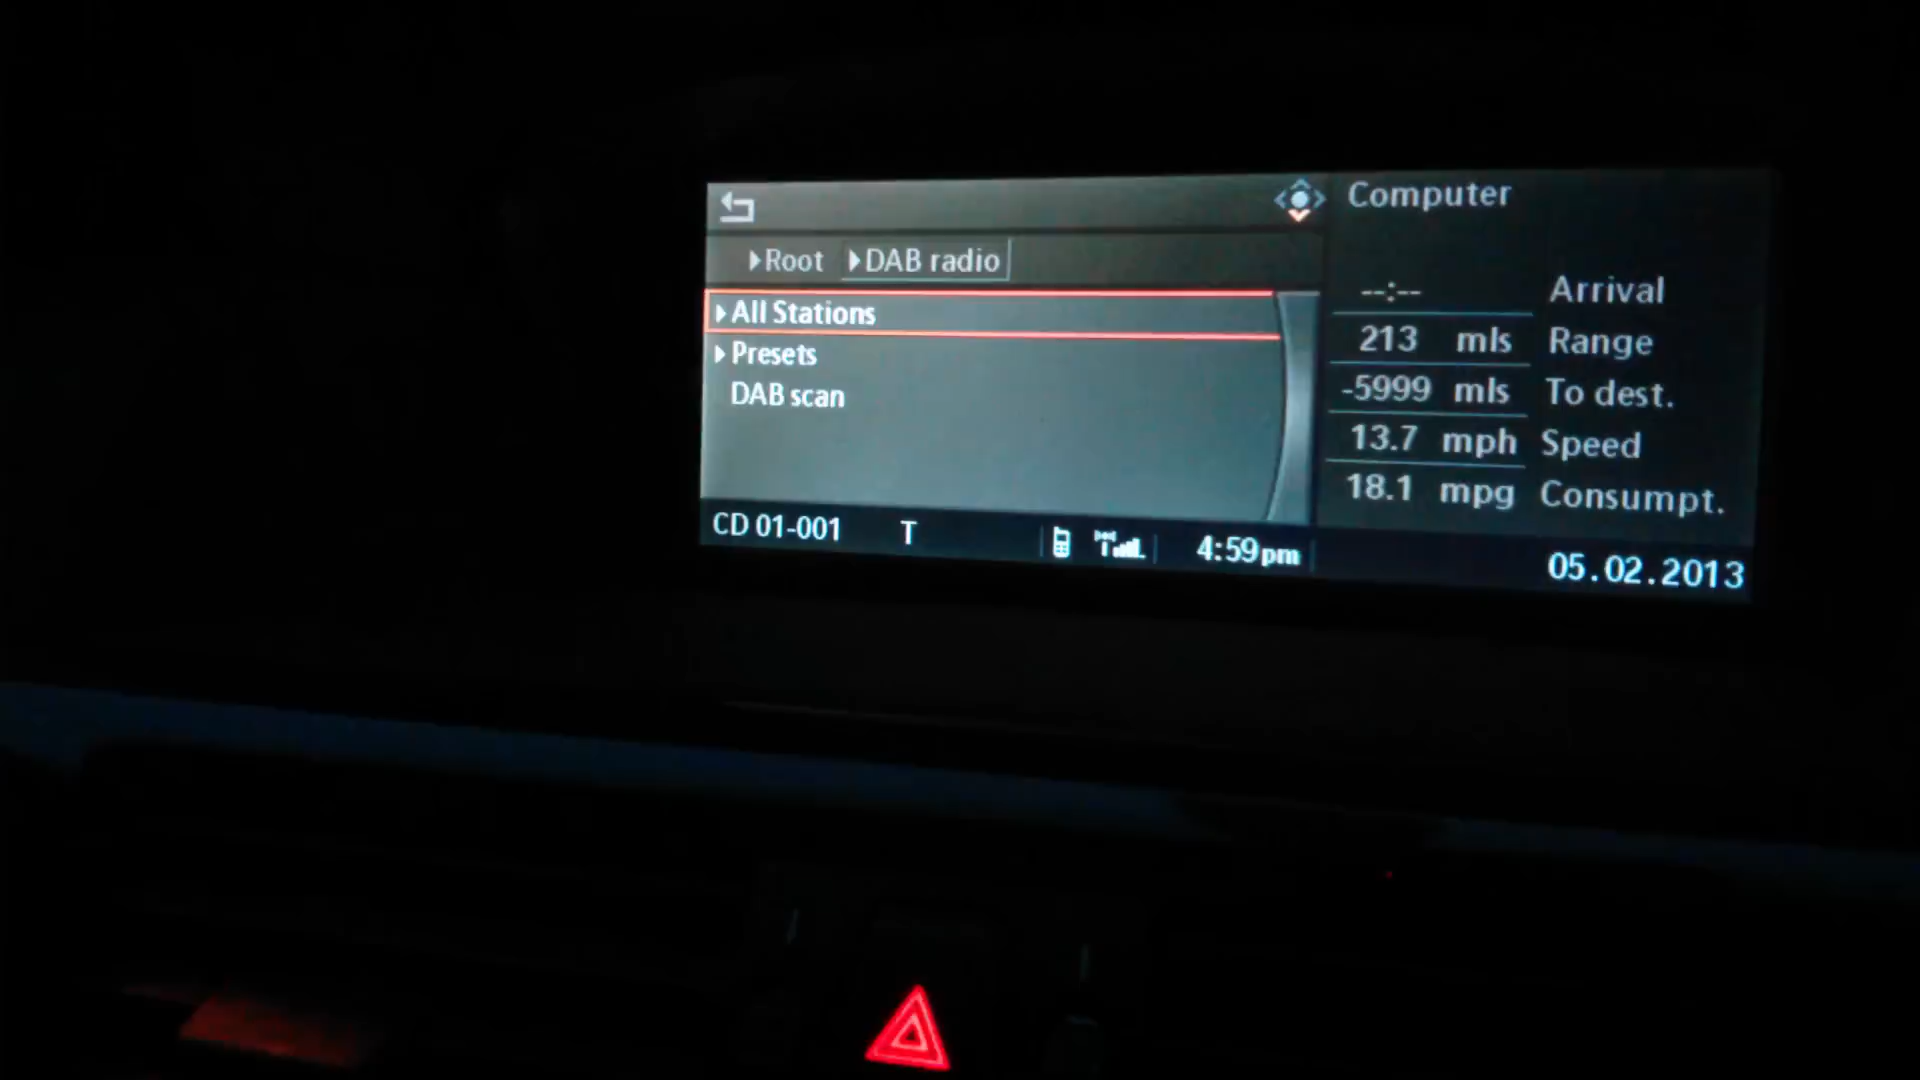 Computer
Root DAB radio
All Stations
Presets
DAB scan
--:-- Arrival
213 mls Range
-5999 mls To dest.
13.7 mph Speed
18.1 mpg Consumpt.
CD 01-001 T 4:59pm
05.02.2013